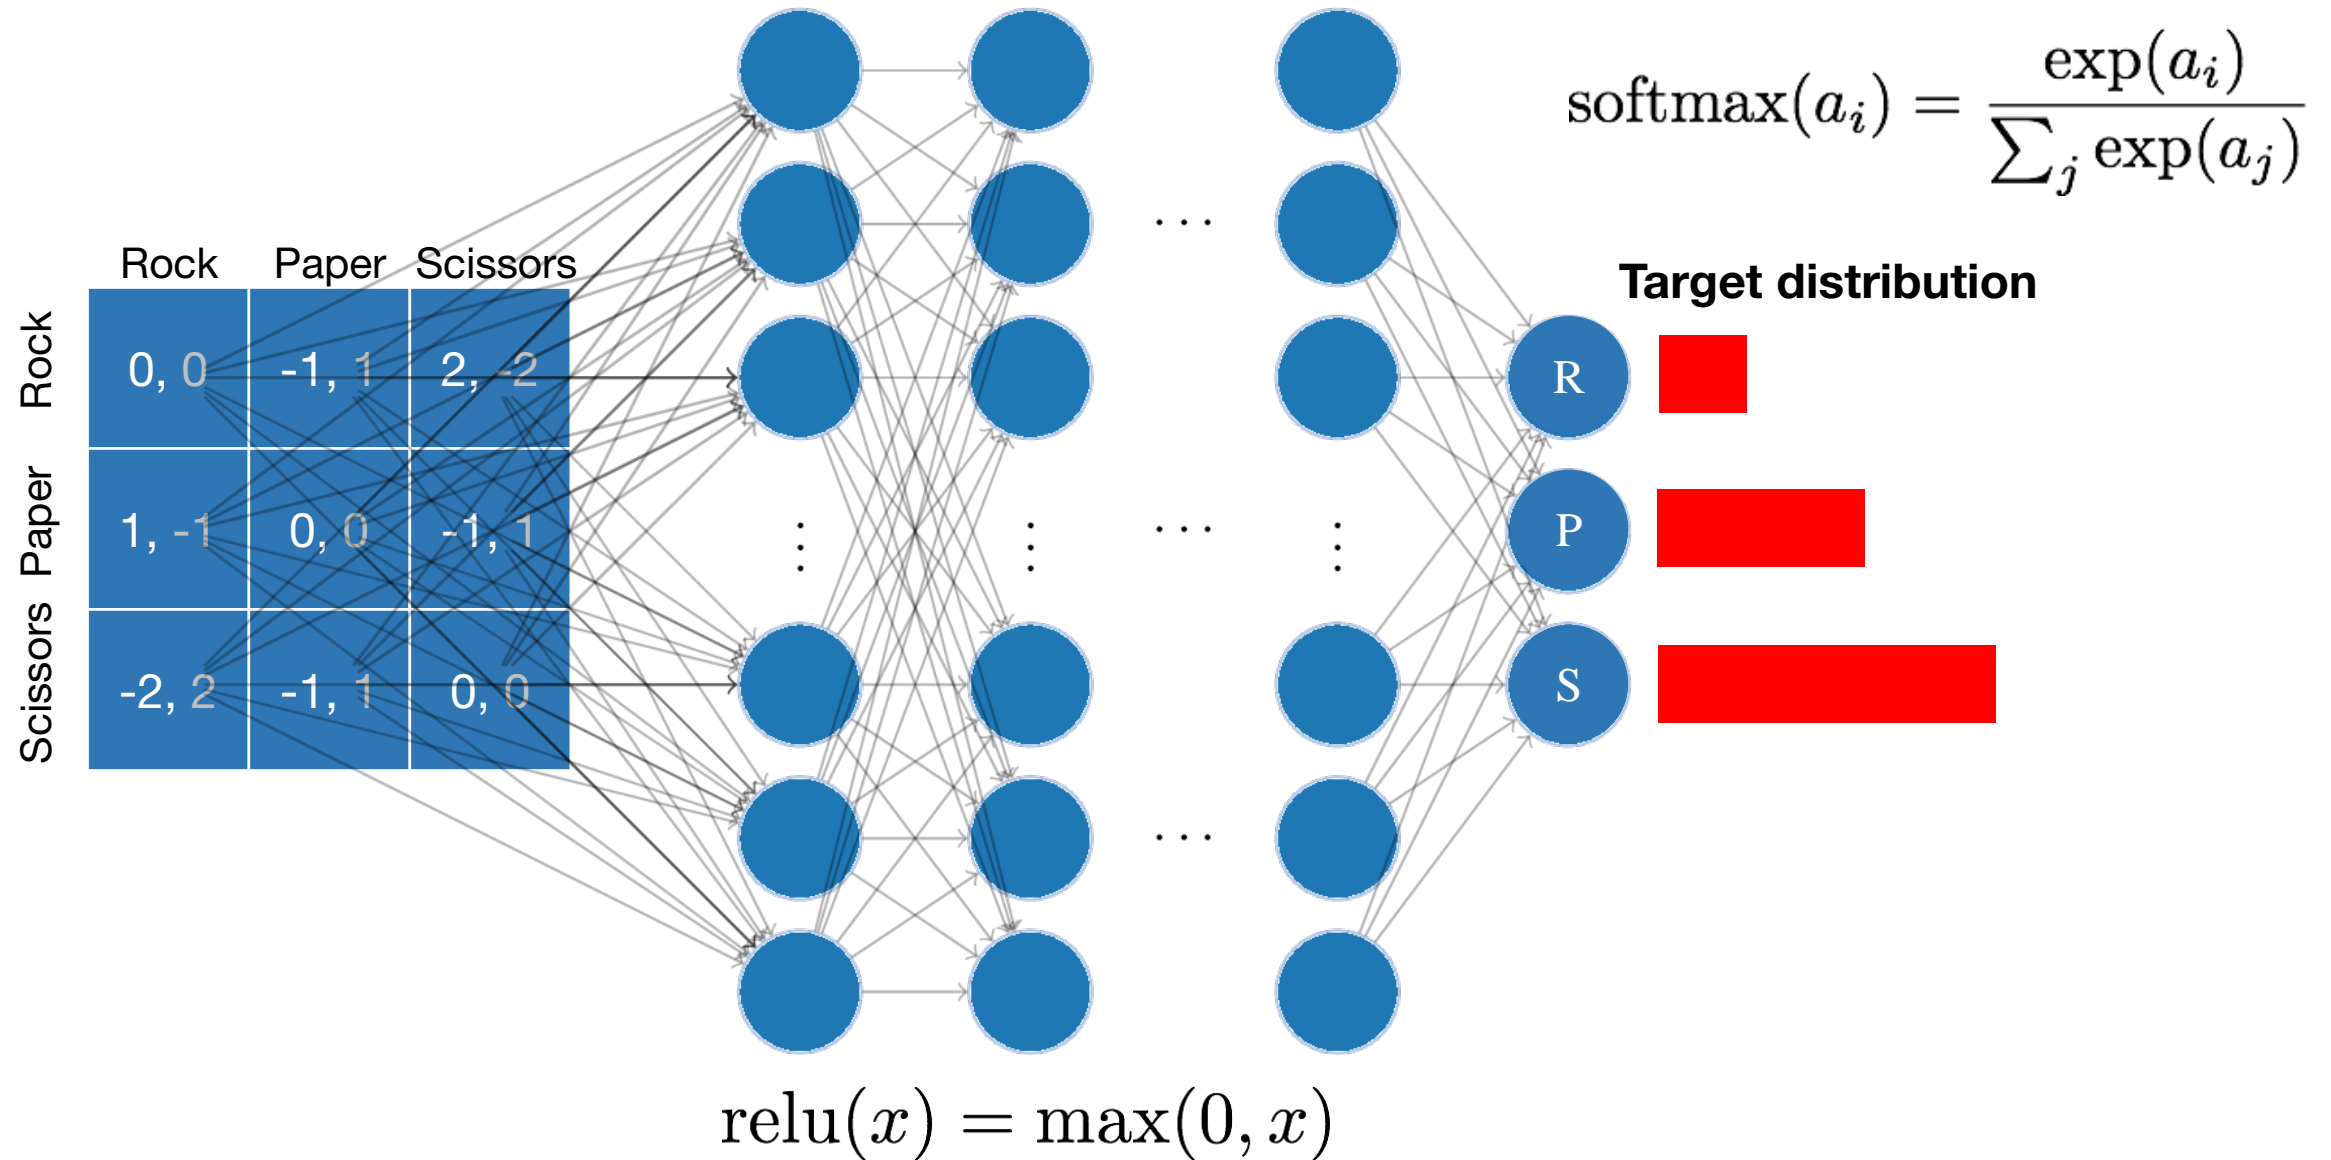 softmax(a_i) = exp(a_i) / ∑_j exp(a_j)
Rock Paper Scissors
Target distribution
Rock 0, 0 -1, 1 2, -2
R
Paper 1, -1 0, 0 -1, 1
P
Scissors -2, 2 -1, 1 0, 0
S
relu(x) = max(0, x)